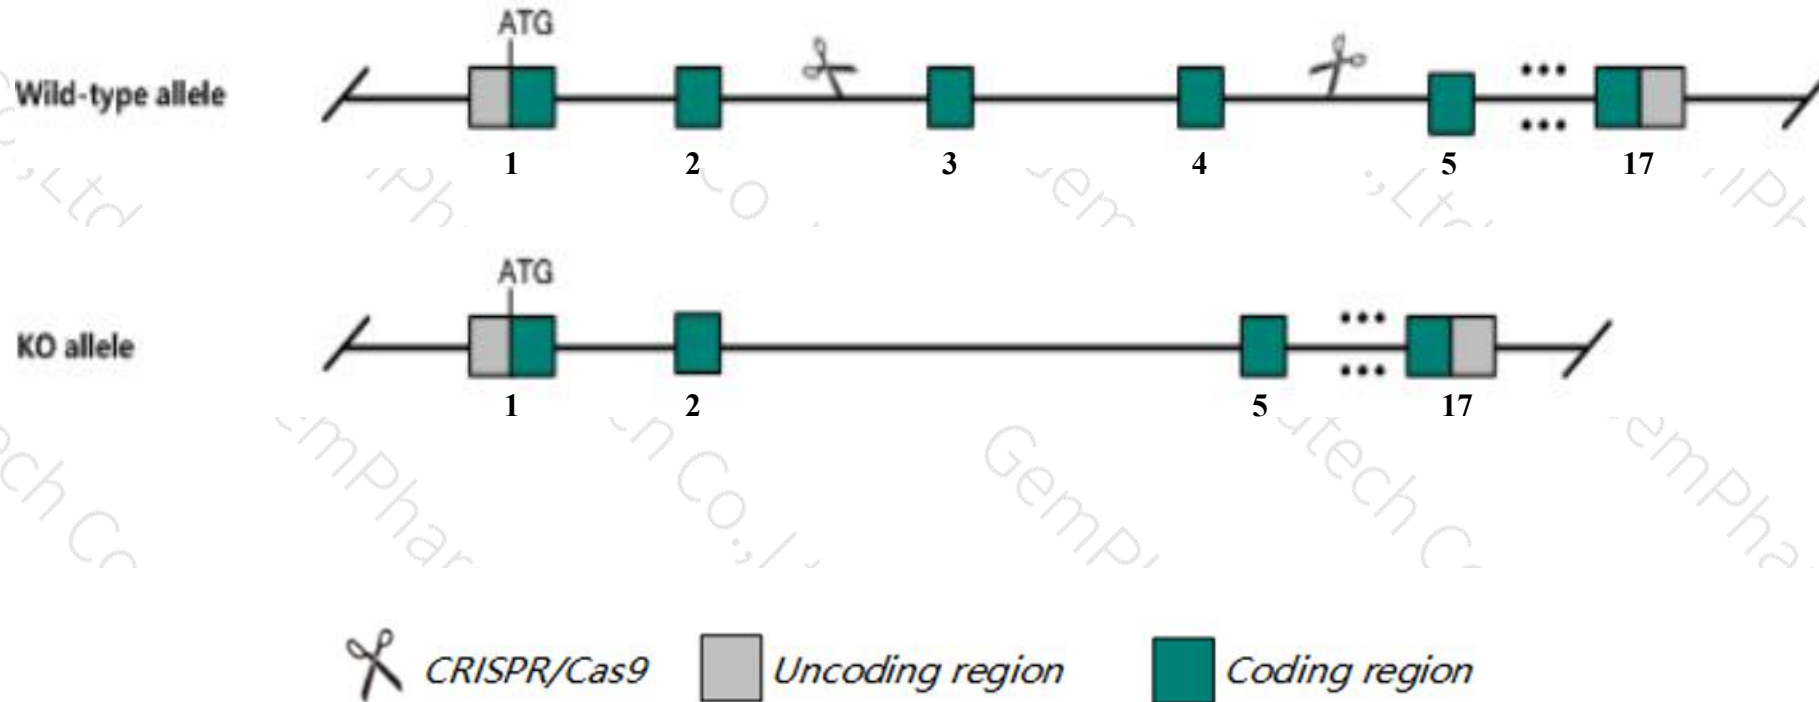 ATG
Wild-type allele
1 2 3 4 5 17
ATG
KO allele
1 2 5 17
CRISPR/Cas9 Uncoding region Coding region